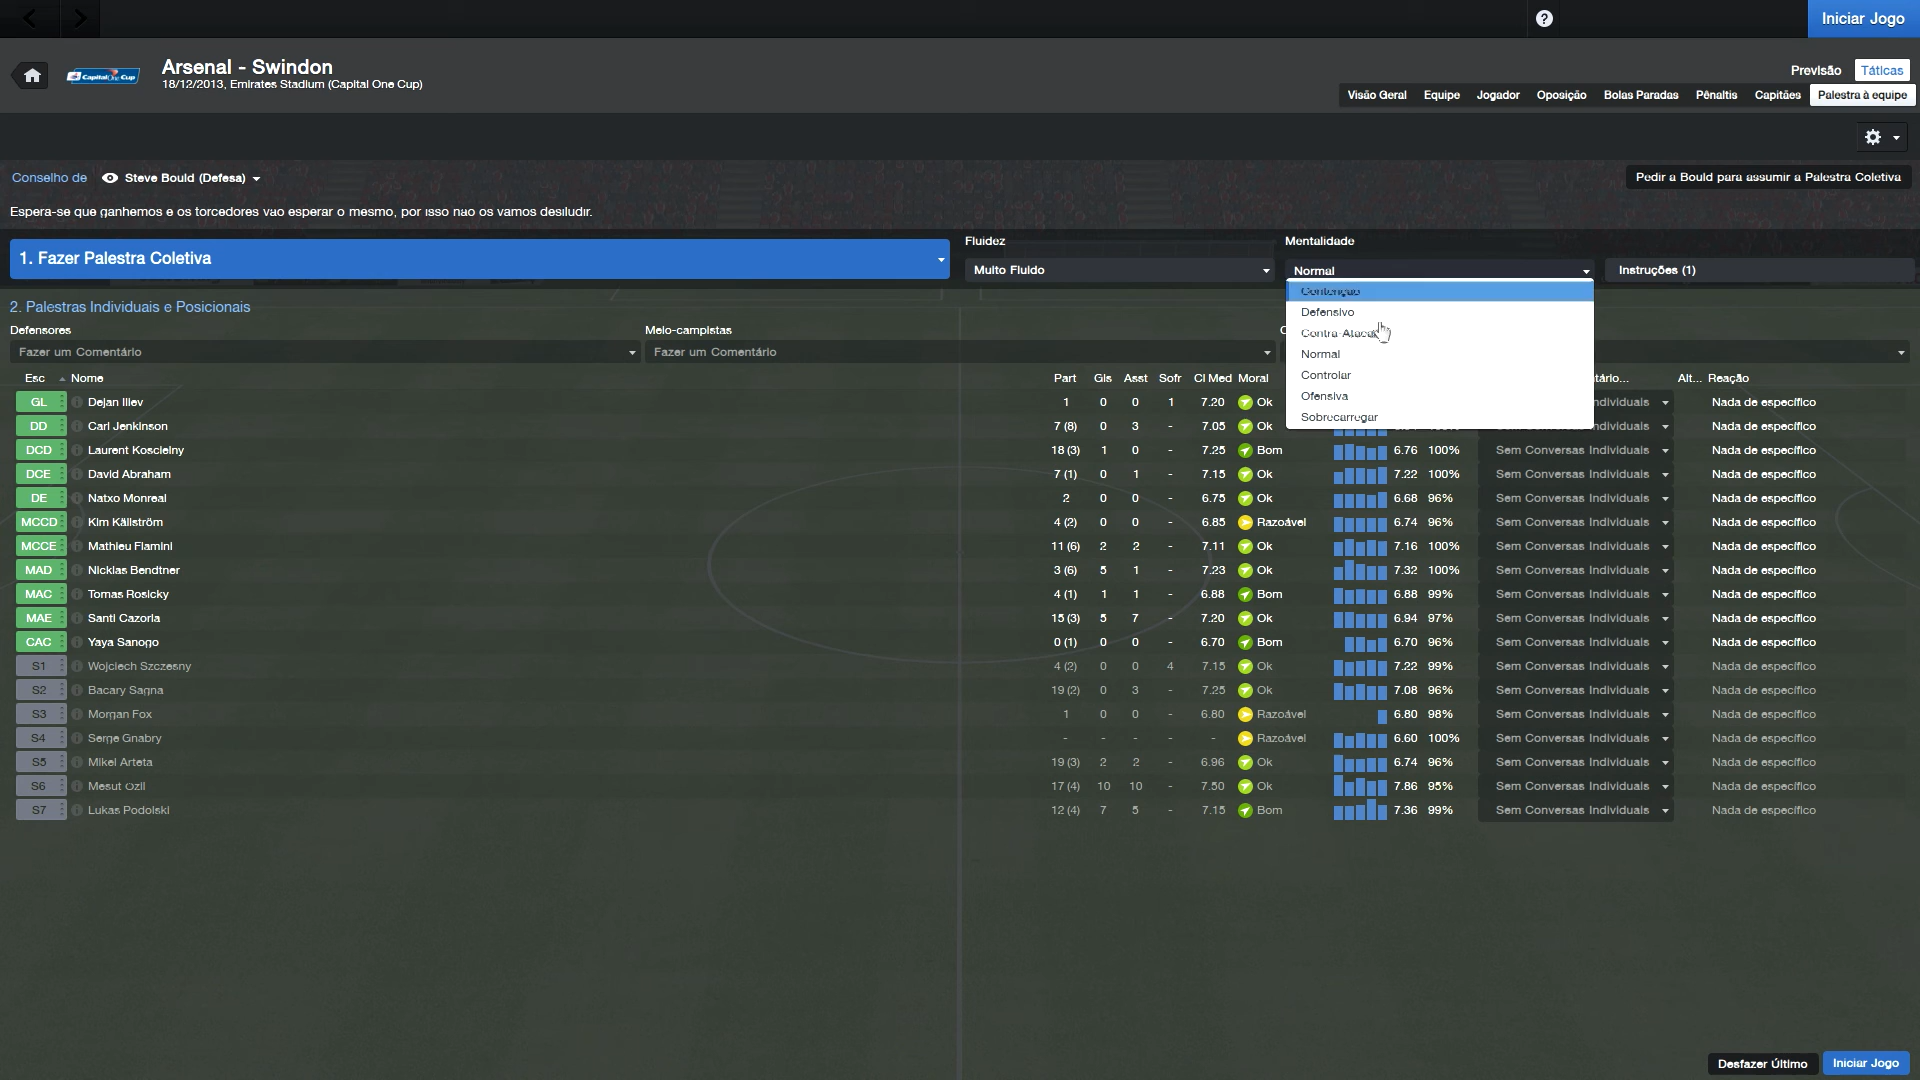 Iniciar Jogo
Capital One Cup
Arsenal - Swindon
18/12/2013, Emirates Stadium (Capital One Cup)
Previsão Táticas
Visão Geral Equipe Jogador Oposição Bolas Paradas Pênaltis Capitães Palestra à equipe
Conselho de Steve Bould (Defesa)
Pedir a Bould para assumir a Palestra Coletiva
Espera-se que ganhemos e os torcedores vão esperar o mesmo, por isso não os vamos desiludir.
Fluidez Mentalidade
1. Fazer Palestra Coletiva
Muito Fluido Normal Instruções (1)
Contenção
Defensivo
Contra-Atacar
Normal
Controlar
Ofensiva
Sobrecarregar
2. Palestras Individuais e Posicionais
Defensores Meio-campistas
Fazer um Comentário Fazer um Comentário
Esc Nome Part Gls Asst Sofr Cl Med Moral tário... Alt... Reação
GL Dejan Iliev 1 0 0 1 7.20 Ok ndividuais Nada de específico
DD Carl Jenkinson 7 (8) 0 3 - 7.05 Ok ndividuais Nada de específico
DCD Laurent Koscielny 18 (3) 1 0 - 7.25 Bom 6.76 100% Sem Conversas Individuais Nada de específico
DCE David Abraham 7 (1) 0 1 - 7.15 Ok 7.22 100% Sem Conversas Individuais Nada de específico
DE Natxo Monreal 2 0 0 - 6.75 Ok 6.68 96% Sem Conversas Individuais Nada de específico
MCCD Kim Källström 4 (2) 0 0 - 6.85 Razoável 6.74 96% Sem Conversas Individuais Nada de específico
MCCE Mathieu Flamini 11 (6) 2 2 - 7.11 Ok 7.16 100% Sem Conversas Individuais Nada de específico
MAD Nicklas Bendtner 3 (6) 5 1 - 7.23 Ok 7.32 100% Sem Conversas Individuais Nada de específico
MAC Tomas Rosicky 4 (1) 1 1 - 6.88 Bom 6.88 99% Sem Conversas Individuais Nada de específico
MAE Santi Cazorla 15 (3) 5 7 - 7.20 Ok 6.94 97% Sem Conversas Individuais Nada de específico
CAC Yaya Sanogo 0 (1) 0 0 - 6.70 Bom 6.70 96% Sem Conversas Individuais Nada de específico
S1 Wojciech Szczesny 4 (2) 0 0 4 7.15 Ok 7.22 99% Sem Conversas Individuais Nada de específico
S2 Bacary Sagna 19 (2) 0 3 - 7.25 Ok 7.08 96% Sem Conversas Individuais Nada de específico
S3 Morgan Fox 1 0 0 - 6.80 Razoável 6.80 98% Sem Conversas Individuais Nada de específico
S4 Serge Gnabry - - - - - Razoável 6.60 100% Sem Conversas Individuais Nada de específico
S5 Mikel Arteta 19 (3) 2 2 - 6.96 Ok 6.74 96% Sem Conversas Individuais Nada de específico
S6 Mesut Özil 17 (4) 10 10 - 7.50 Ok 7.86 95% Sem Conversas Individuais Nada de específico
S7 Lukas Podolski 12 (4) 7 5 - 7.15 Bom 7.36 99% Sem Conversas Individuais Nada de específico
Desfazer Último Iniciar Jogo